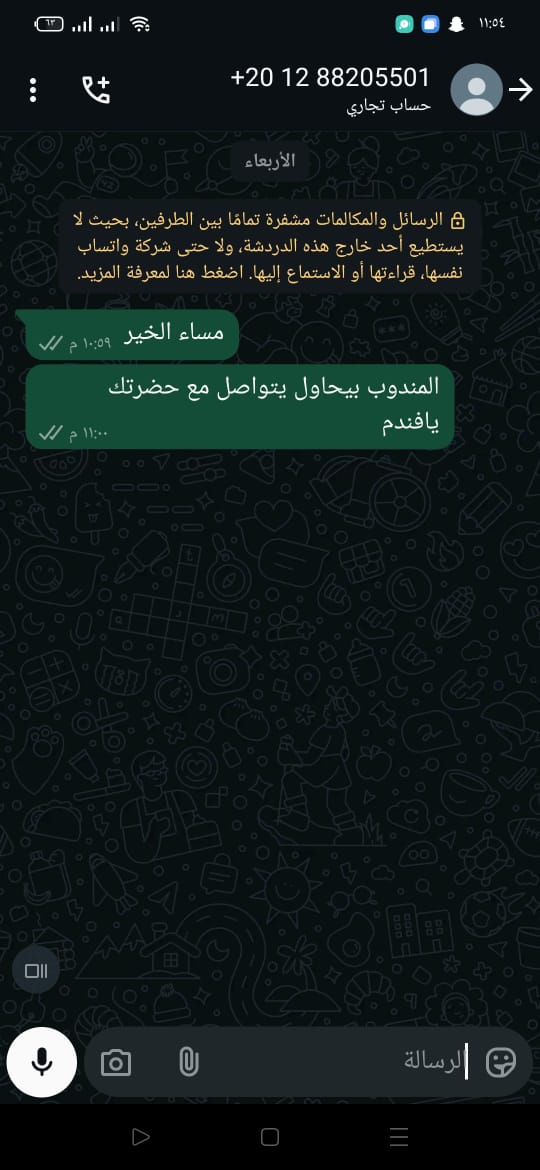 ١١:٥٤
٦٣
+20 12 88205501
حساب تجاري
الأربعاء
الرسائل والمكالمات مشفرة تمامًا بين الطرفين، بحيث لا
يستطيع أحد خارج هذه الدردشة، ولا حتى شركة واتساب
نفسها، قراءتها أو الاستماع إليها. اضغط هنا لمعرفة المزيد.
مساء الخير
١٠:٥٩ م
المندوب بيحاول يتواصل مع حضرتك
يافندم
١١:٠٠ م
الرسالة